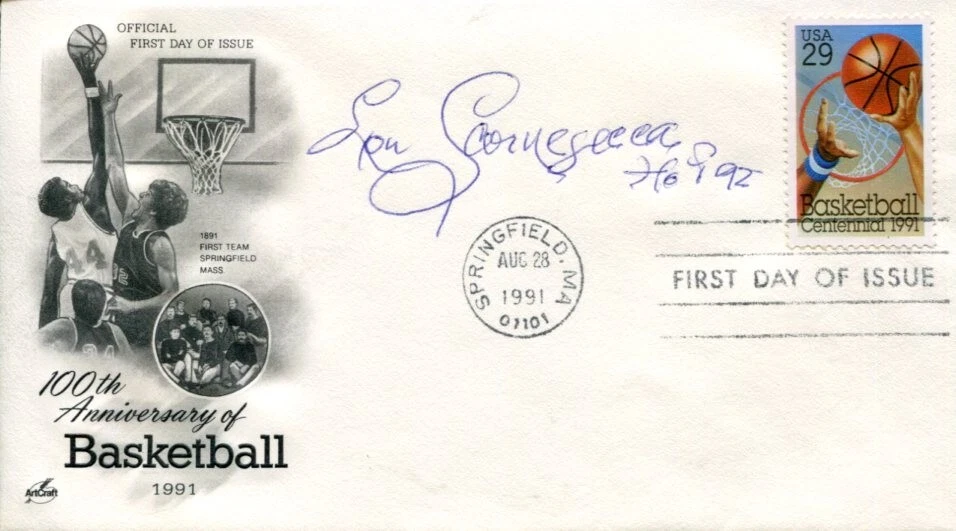 OFFICIAL
FIRST DAY OF ISSUE
USA
29
Lou Carnesecca
HoF 92
Basketball
Centennial 1991
1891
FIRST TEAM
SPRINGFIELD
MASS
44
SPRINGFIELD, MA
AUG 28
1991
01101
FIRST DAY OF ISSUE
100th
Anniversary of
Basketball
1991
ArtCraft